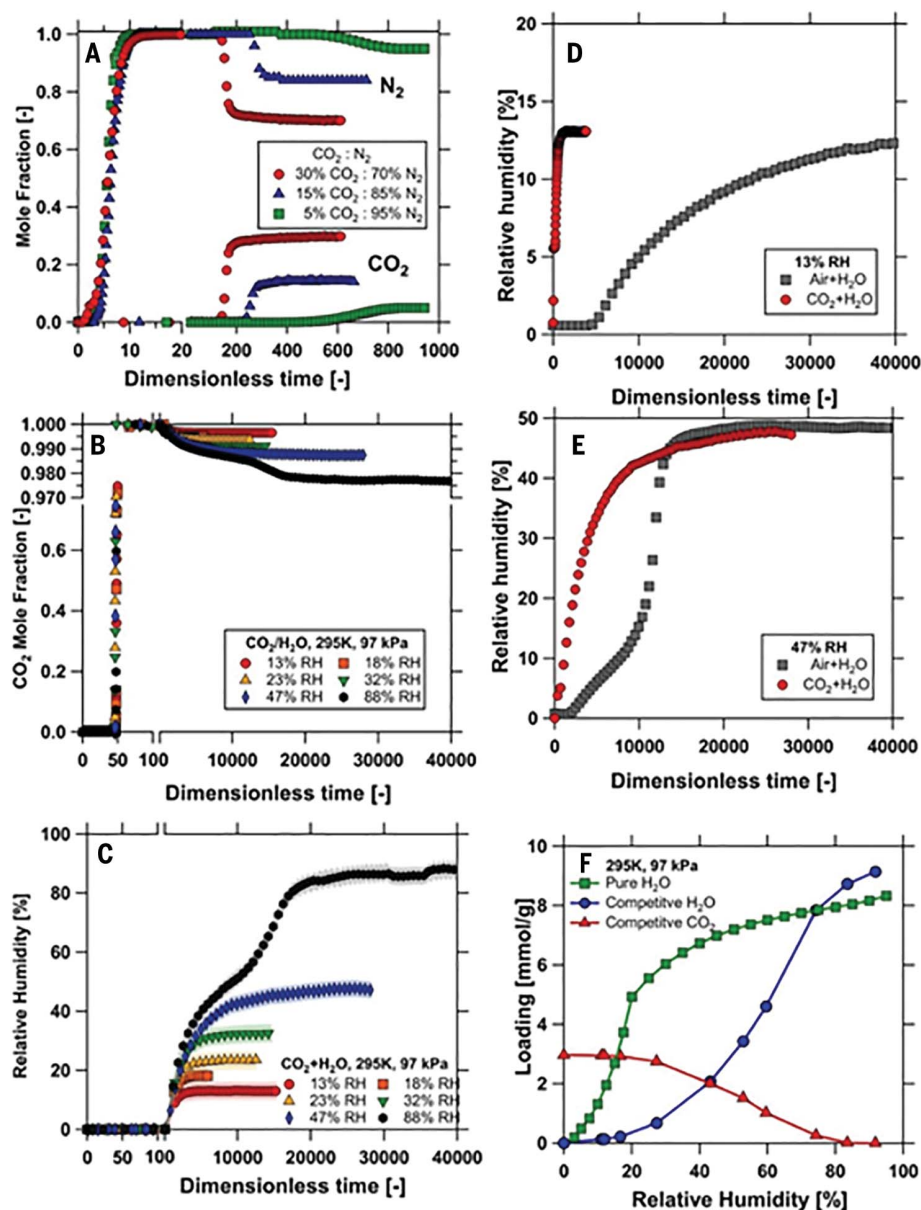 A
1.0
0.8
0.6
0.4
0.2
0.0
Mole Fraction [-]
N2
CO2 : N2
30% CO2 : 70% N2
15% CO2 : 85% N2
5% CO2 : 95% N2
CO2
0 10 20 200 400 600 800 1000
Dimensionless time [-]
B
1.000
0.990
0.980
0.970
0.6
0.4
0.2
0.0
CO2 Mole Fraction [-]
CO2/H2O, 295K, 97 kPa
13% RH 18% RH
23% RH 32% RH
47% RH 88% RH
0 50 100 10000 20000 30000 40000
Dimensionless time [-]
C
100
80
60
40
20
0
Relative Humidity [%]
CO2+H2O, 295K, 97 kPa
13% RH 18% RH
23% RH 32% RH
47% RH 88% RH
0 50 100 10000 20000 30000 40000
Dimensionless time [-]
D
20
15
10
5
0
Relative humidity [%]
13% RH
Air+H2O
CO2+H2O
0 10000 20000 30000 40000
Dimensionless time [-]
E
50
40
30
20
10
0
Relative humidity [%]
47% RH
Air+H2O
CO2+H2O
0 10000 20000 30000 40000
Dimensionless time [-]
F
10
8
6
4
2
0
Loading [mmol/g]
295K, 97 kPa
Pure H2O
Competitve H2O
Competitve CO2
0 20 40 60 80 100
Relative Humidity [%]